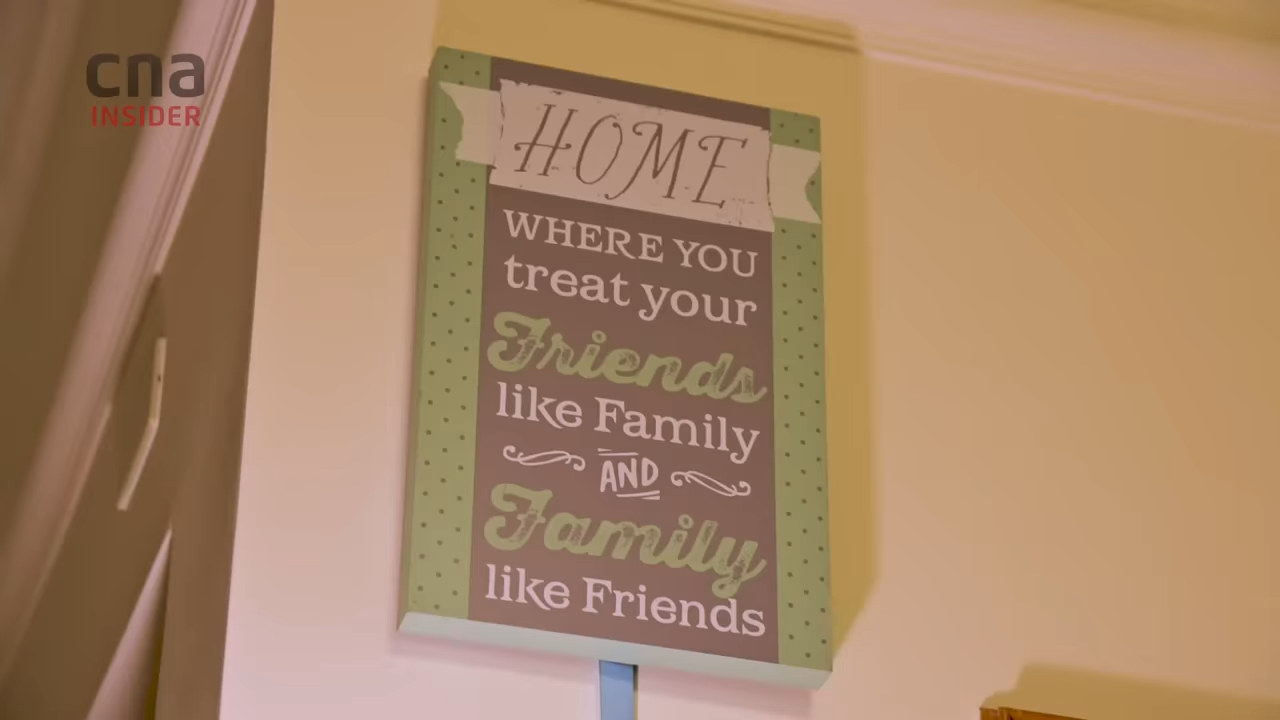 cna
INSIDER
HOME
WHERE YOU
treat your
Friends
like Family
AND
Family
like Friends